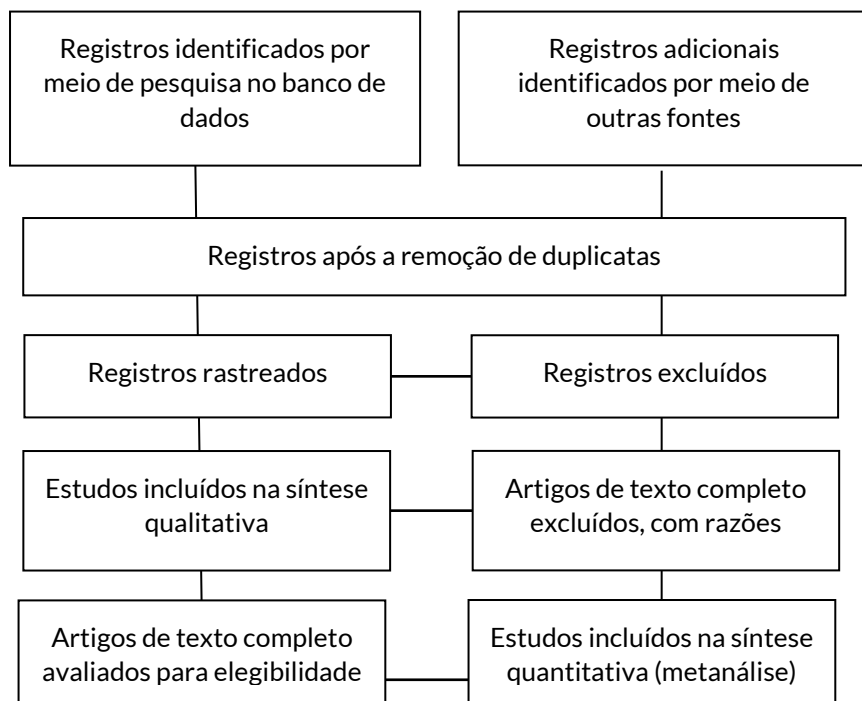 Registros identificados por
meio de pesquisa no banco de
dados
Registros adicionais
identificados por meio de
outras fontes
Registros após a remoção de duplicatas
Registros rastreados
Registros excluídos
Estudos incluídos na síntese
qualitativa
Artigos de texto completo
excluídos, com razões
Artigos de texto completo
avaliados para elegibilidade
Estudos incluídos na síntese
quantitativa (metanálise)